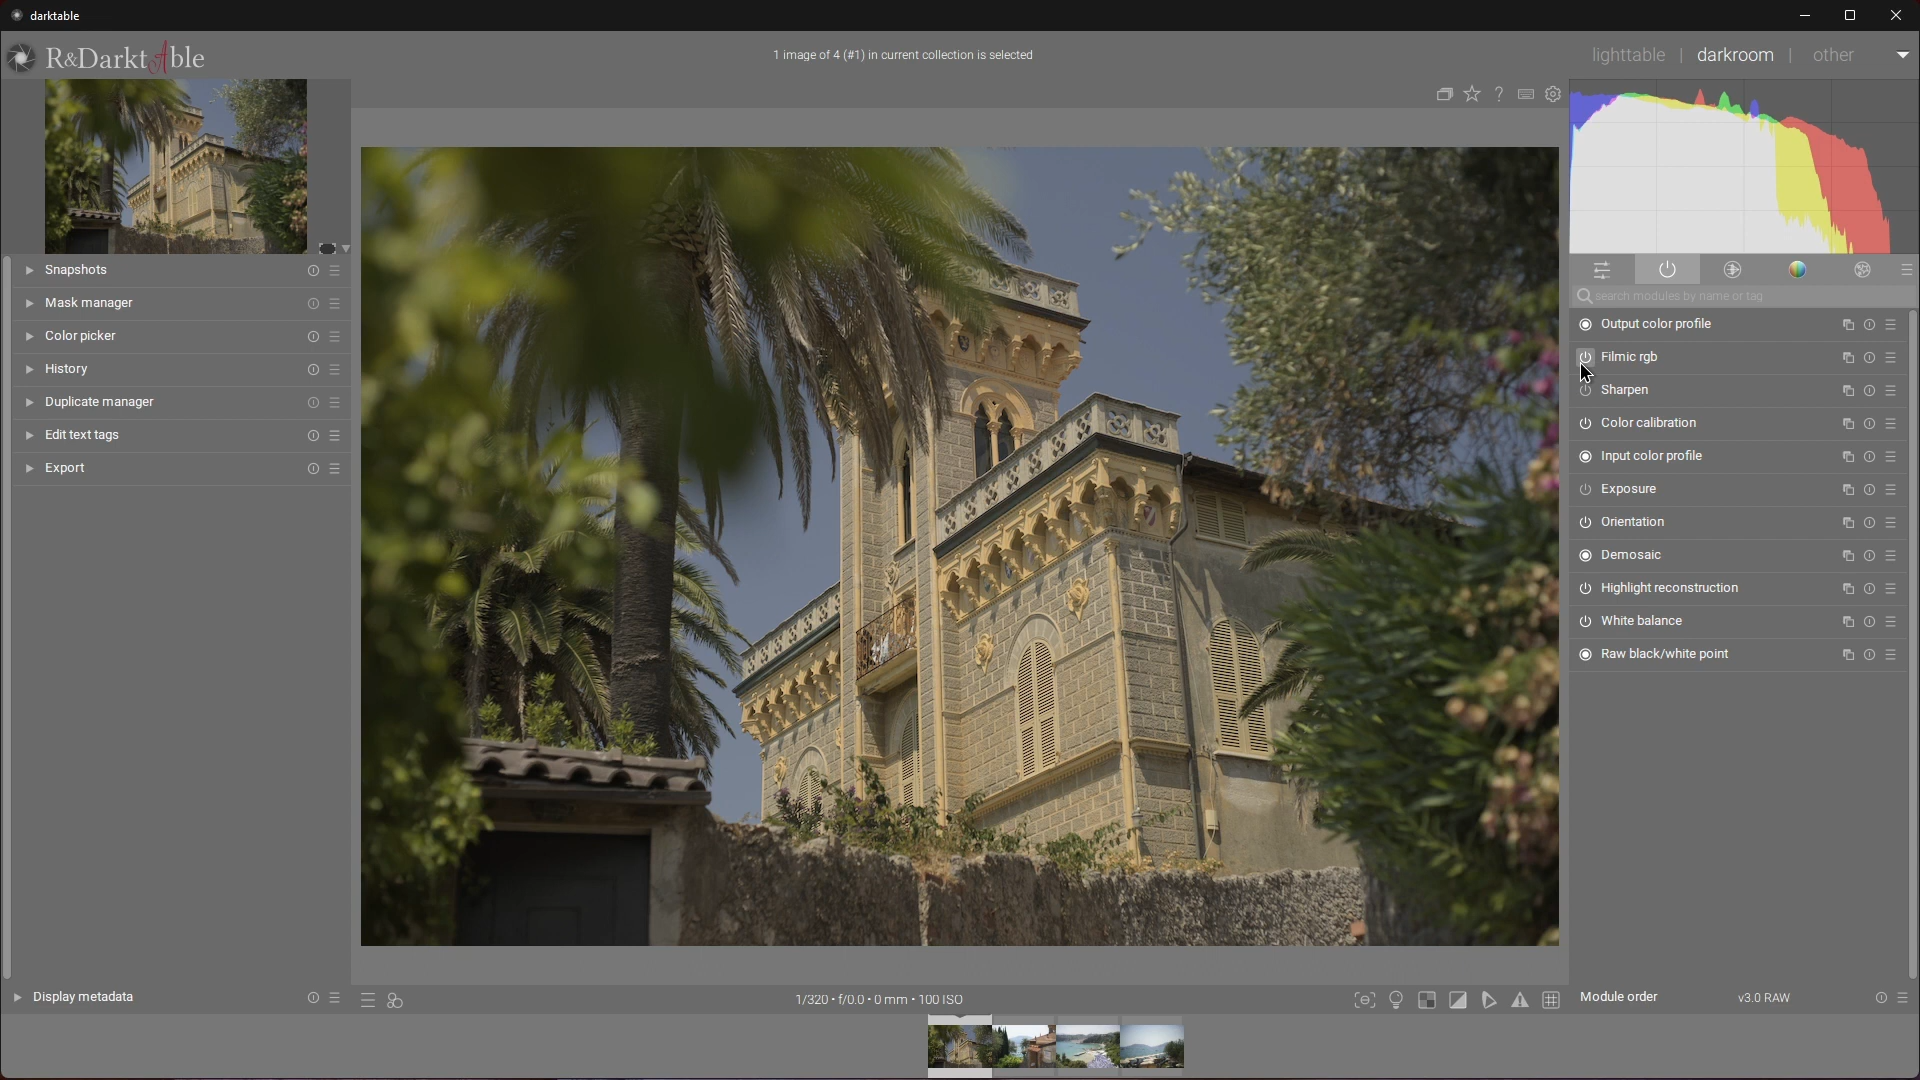 darktable
R&DarktAble
1 image of 4 (#1) in current collection is selected
lighttable | darkroom | other
Snapshots
Mask manager
Color picker
History
Duplicate manager
Edit text tags
Export
Display metadata
search modules by name or tag
Output color profile
Filmic rgb
Sharpen
Color calibration
Input color profile
Exposure
Orientation
Demosaic
Highlight reconstruction
White balance
Raw black/white point
1/320 • f/0.0 • 0 mm • 100 ISO
Module order v3.0 RAW